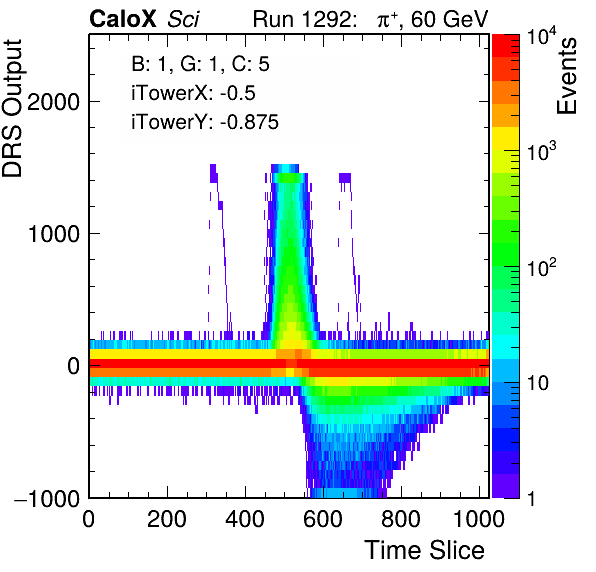 CaloX Sci Run 1292: π⁺, 60 GeV
B: 1, G: 1, C: 5
iTowerX: -0.5
iTowerY: -0.875
DRS Output
2000
1000
0
−1000
0 200 400 600 800 1000
Time Slice
Events
10⁴
10³
10²
10
1